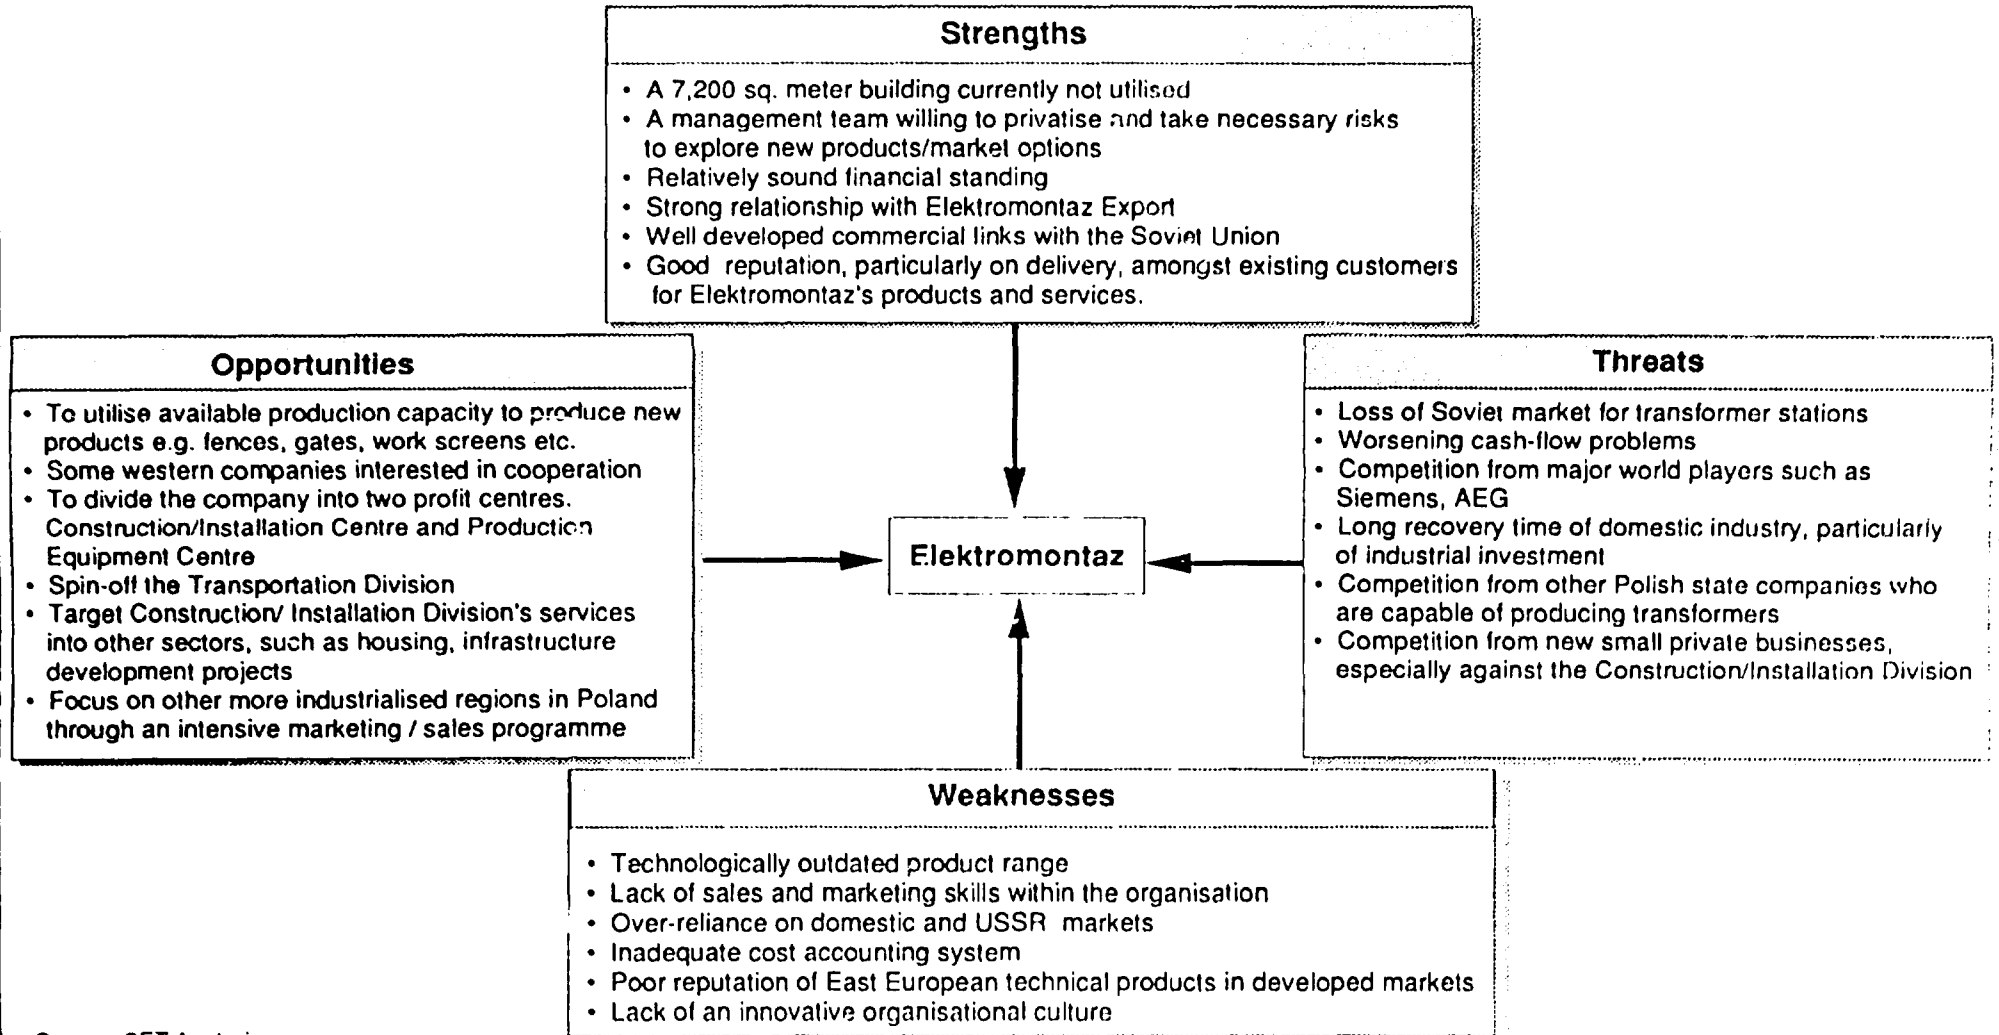 Strengths
• A 7,200 sq. meter building currently not utilised
• A management team willing to privatise and take necessary risks
to explore new products/market options
• Relatively sound financial standing
• Strong relationship with Elektromontaz Export
• Well developed commercial links with the Soviet Union
• Good reputation, particularly on delivery, amongst existing customers
for Elektromontaz's products and services.
Opportunities
• To utilise available production capacity to produce new
products e.g. fences, gates, work screens etc.
• Some western companies interested in cooperation
• To divide the company into two profit centres.
Construction/Installation Centre and Production
Equipment Centre
• Spin-off the Transportation Division
• Target Construction/ Installation Division's services
into other sectors, such as housing, infrastructure
development projects
• Focus on other more industrialised regions in Poland
through an intensive marketing / sales programme
Elektromontaz
Threats
• Loss of Soviet market for transformer stations
• Worsening cash-flow problems
• Competition from major world players such as
Siemens, AEG
• Long recovery time of domestic industry, particularly
of industrial investment
• Competition from other Polish state companies who
are capable of producing transformers
• Competition from new small private businesses,
especially against the Construction/Installation Division
Weaknesses
• Technologically outdated product range
• Lack of sales and marketing skills within the organisation
• Over-reliance on domestic and USSR markets
• Inadequate cost accounting system
• Poor reputation of East European technical products in developed markets
• Lack of an innovative organisational culture